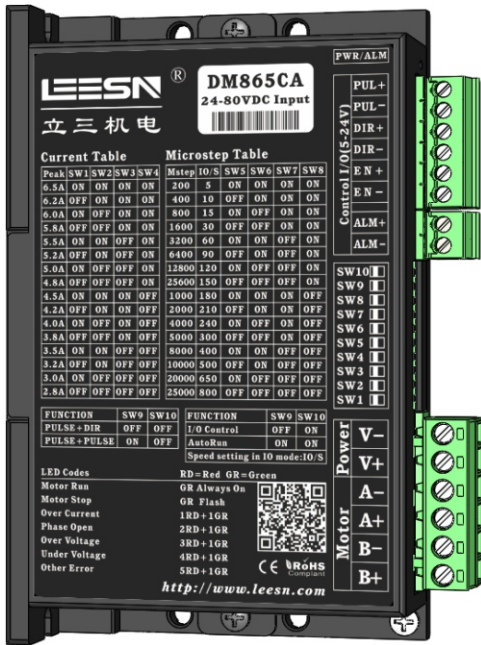 LEESN ®
立三机电
DM865CA
24-80VDC Input
Current Table
Peak SW1 SW2 SW3 SW4
6.5A ON ON ON ON
6.2A OFF ON ON ON
6.0A ON OFF ON ON
5.8A OFF OFF ON ON
5.5A ON ON OFF ON
5.2A OFF ON OFF ON
5.0A ON OFF OFF ON
4.8A OFF OFF OFF ON
4.5A ON ON ON OFF
4.2A OFF ON ON OFF
4.0A ON OFF ON OFF
3.8A OFF OFF ON OFF
3.5A ON ON OFF OFF
3.2A OFF ON OFF OFF
3.0A ON OFF OFF OFF
2.8A OFF OFF OFF OFF
Microstep Table
Mstep IO/S SW5 SW6 SW7 SW8
200 5 ON ON ON ON
400 10 OFF ON ON ON
800 15 ON OFF ON ON
1600 30 OFF OFF ON ON
3200 60 ON ON OFF ON
6400 90 OFF ON OFF ON
12800 120 ON OFF OFF ON
25600 150 OFF OFF OFF ON
1000 180 ON ON ON OFF
2000 210 OFF ON ON OFF
4000 240 ON OFF ON OFF
5000 300 OFF OFF ON OFF
8000 400 ON ON OFF OFF
10000 500 OFF ON OFF OFF
20000 650 ON OFF OFF OFF
25000 800 OFF OFF OFF OFF
FUNCTION SW9 SW10
PULSE+DIR OFF OFF
PULSE+PULSE ON OFF
FUNCTION SW9 SW10
I/O Control OFF ON
AutoRun ON ON
Speed setting in IO mode:IO/S
LED Codes RD=Red GR=Green
Motor Run GR Always On
Motor Stop GR Flash
Over Current 1RD+1GR
Phase Open 2RD+1GR
Over Voltage 3RD+1GR
Under Voltage 4RD+1GR
Other Error 5RD+1GR
CE RoHS
Compliant
http://www.leesn.com
PWR/ALM
Control I/O(5-24V)
PUL+
PUL-
DIR+
DIR-
EN+
EN-
ALM+
ALM-
SW10
SW9
SW8
SW7
SW6
SW5
SW4
SW3
SW2
SW1
Power
V-
V+
Motor
A-
A+
B-
B+